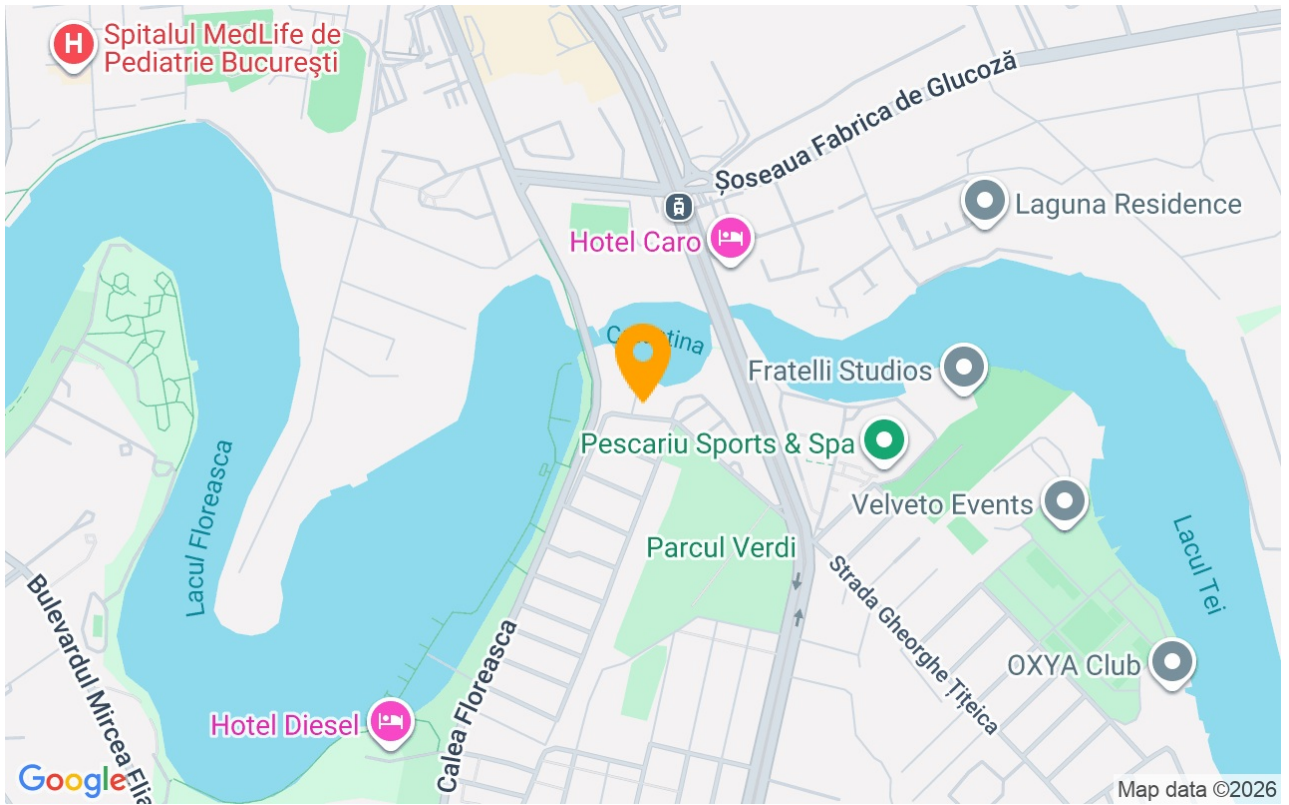 Spitalul MedLife de
Pediatrie București
Șoseaua Fabrica de Glucoză
Laguna Residence
Hotel Caro
Fratelli Studios
Pescariu Sports & Spa
Velveto Events
Lacul Floreasca
Parcul Verdi
Lacul Tei
Strada Gheorghe Țițeica
OXYA Club
Bulevardul Mircea Elia
Calea Floreasca
Hotel Diesel
Google
Map data ©2026